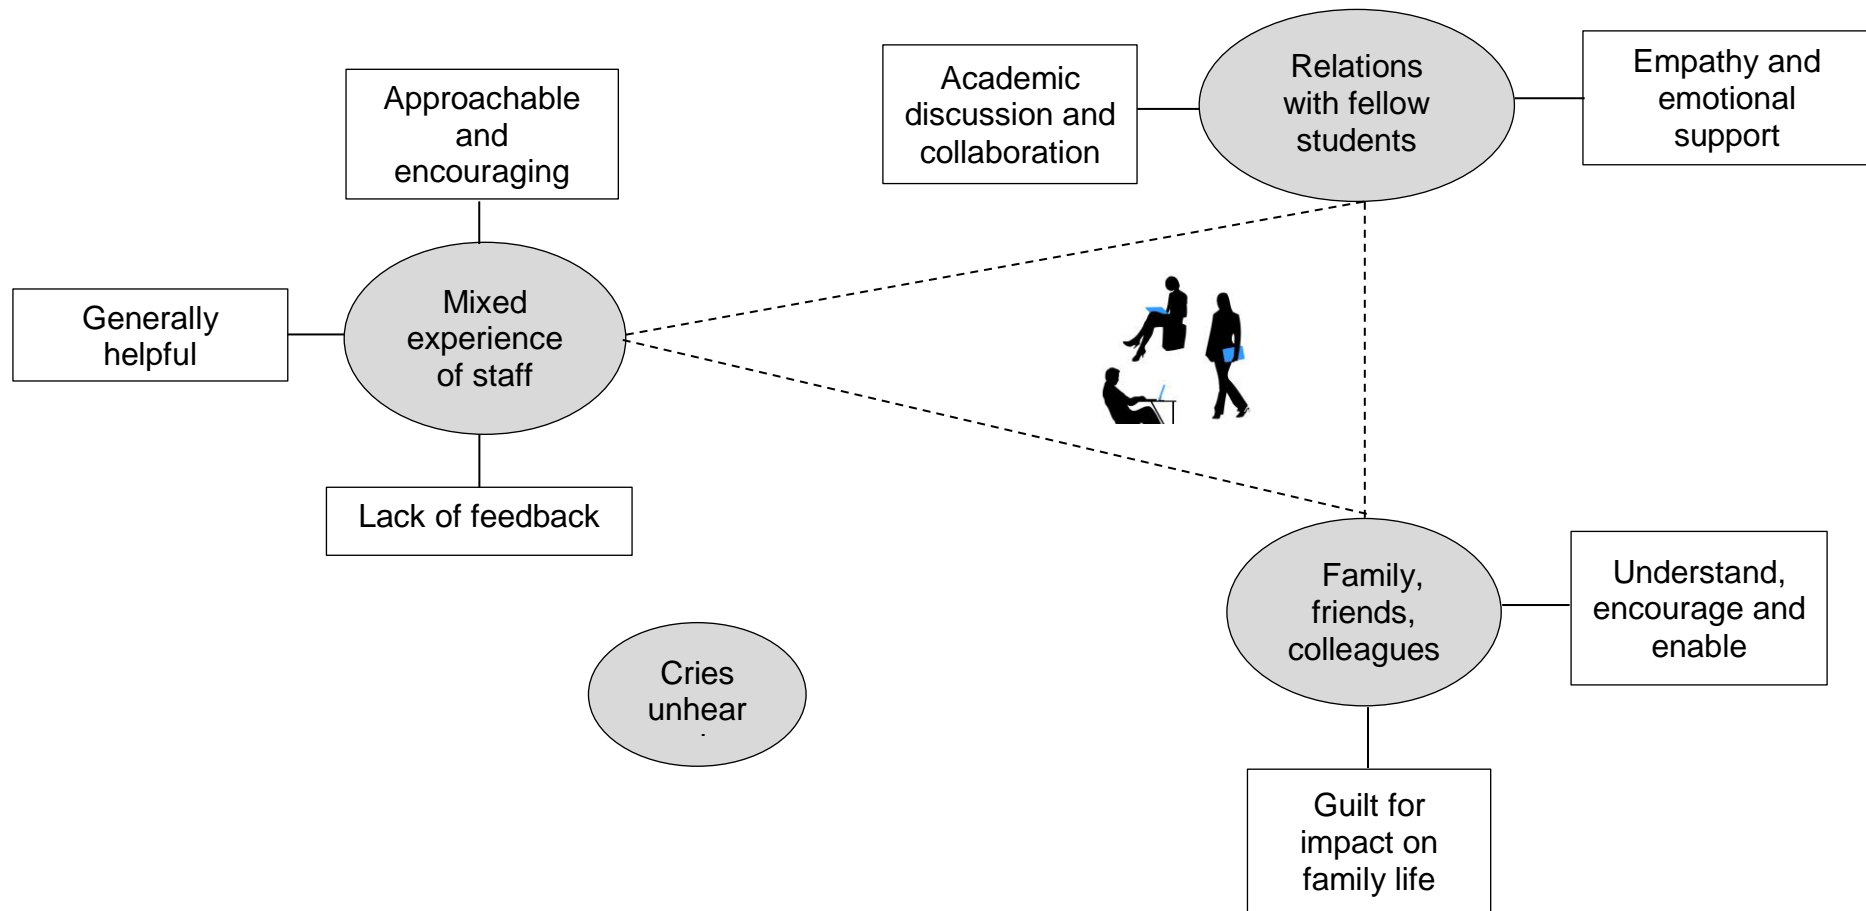 Approachable
and
encouraging
Generally
helpful
Mixed
experience
of staff
Lack of feedback
Academic
discussion and
collaboration
Relations
with fellow
students
Empathy and
emotional
support
Cries
unhear
Family,
friends,
colleagues
Understand,
encourage and
enable
Guilt for
impact on
family life